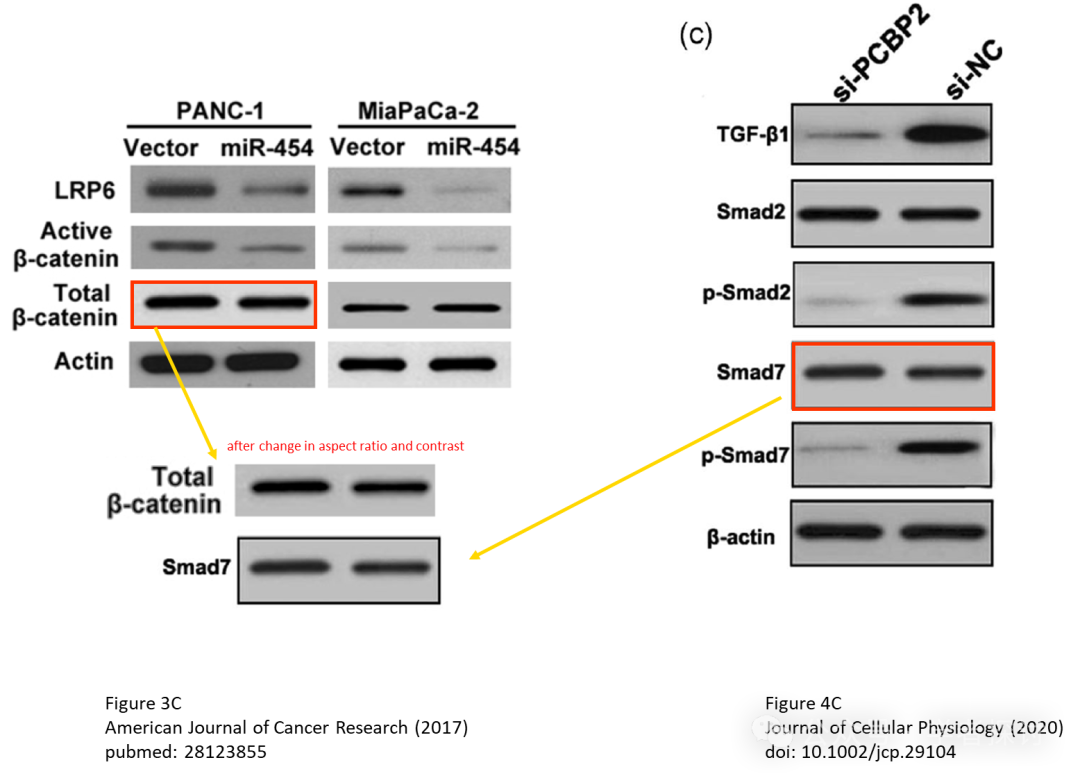 PANC-1 MiaPaCa-2
Vector miR-454 Vector miR-454
LRP6
Active
β-catenin
Total
β-catenin
Actin
after change in aspect ratio and contrast
Total
β-catenin
Smad7
Figure 3C
American Journal of Cancer Research (2017)
pubmed: 28123855
(c)
si-PCBP2 si-NC
TGF-β1
Smad2
p-Smad2
Smad7
p-Smad7
β-actin
Figure 4C
Journal of Cellular Physiology (2020)
doi: 10.1002/jcp.29104